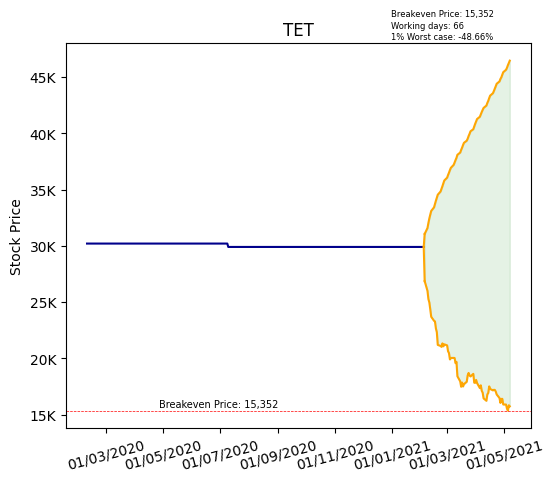 Breakeven Price: 15,352
Working days: 66
1% Worst case: -48.66%
TET
Stock Price
45K
40K
35K
30K
25K
20K
15K
Breakeven Price: 15,352
01/03/2020
01/05/2020
01/07/2020
01/09/2020
01/11/2020
01/01/2021
01/03/2021
01/05/2021